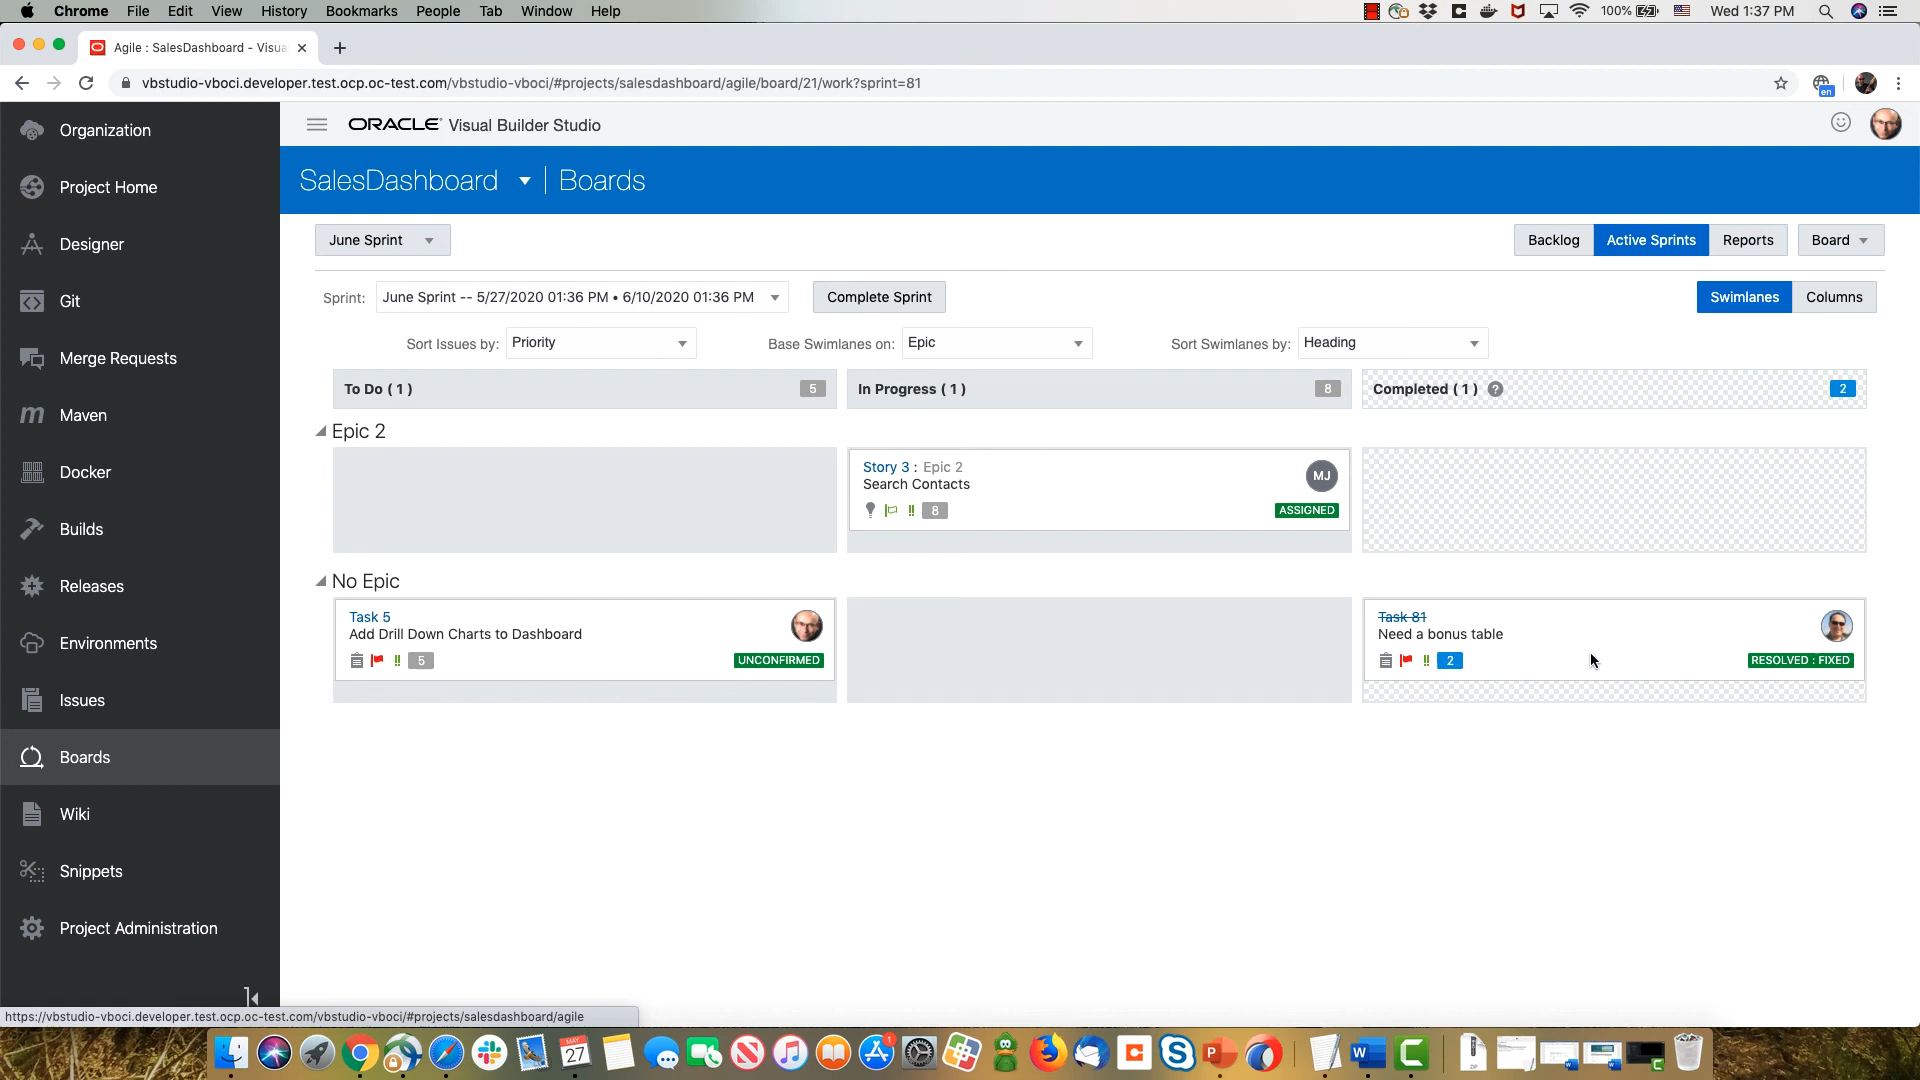 Chrome File Edit View History Bookmarks People Tab Window Help 100% Wed 1:37 PM
Agile : SalesDashboard - Visua
vbstudio-vboci.developer.test.ocp.oc-test.com/vbstudio-vboci/#projects/salesdashboard/agile/board/21/work?sprint=81 en
ORACLE Visual Builder Studio
SalesDashboard Boards
June Sprint Backlog Active Sprints Reports Board
Sprint: June Sprint -- 5/27/2020 01:36 PM • 6/10/2020 01:36 PM Complete Sprint Swimlanes Columns
Sort Issues by: Priority Base Swimlanes on: Epic Sort Swimlanes by: Heading
To Do ( 1 ) 5 In Progress ( 1 ) 8 Completed ( 1 ) ? 2
Epic 2
Story 3 : Epic 2 MJ
Search Contacts
8 ASSIGNED
No Epic
Task 5
Add Drill Down Charts to Dashboard
5 UNCONFIRMED
Task 81
Need a bonus table
2 RESOLVED : FIXED
Organization
Project Home
Designer
Git
Merge Requests
m Maven
Docker
Builds
Releases
Environments
Issues
Boards
Wiki
Snippets
Project Administration
https://vbstudio-vboci.developer.test.ocp.oc-test.com/vbstudio-vboci/#projects/salesdashboard/agile
MAY
27
1
C
S
P
W
C
ZIP